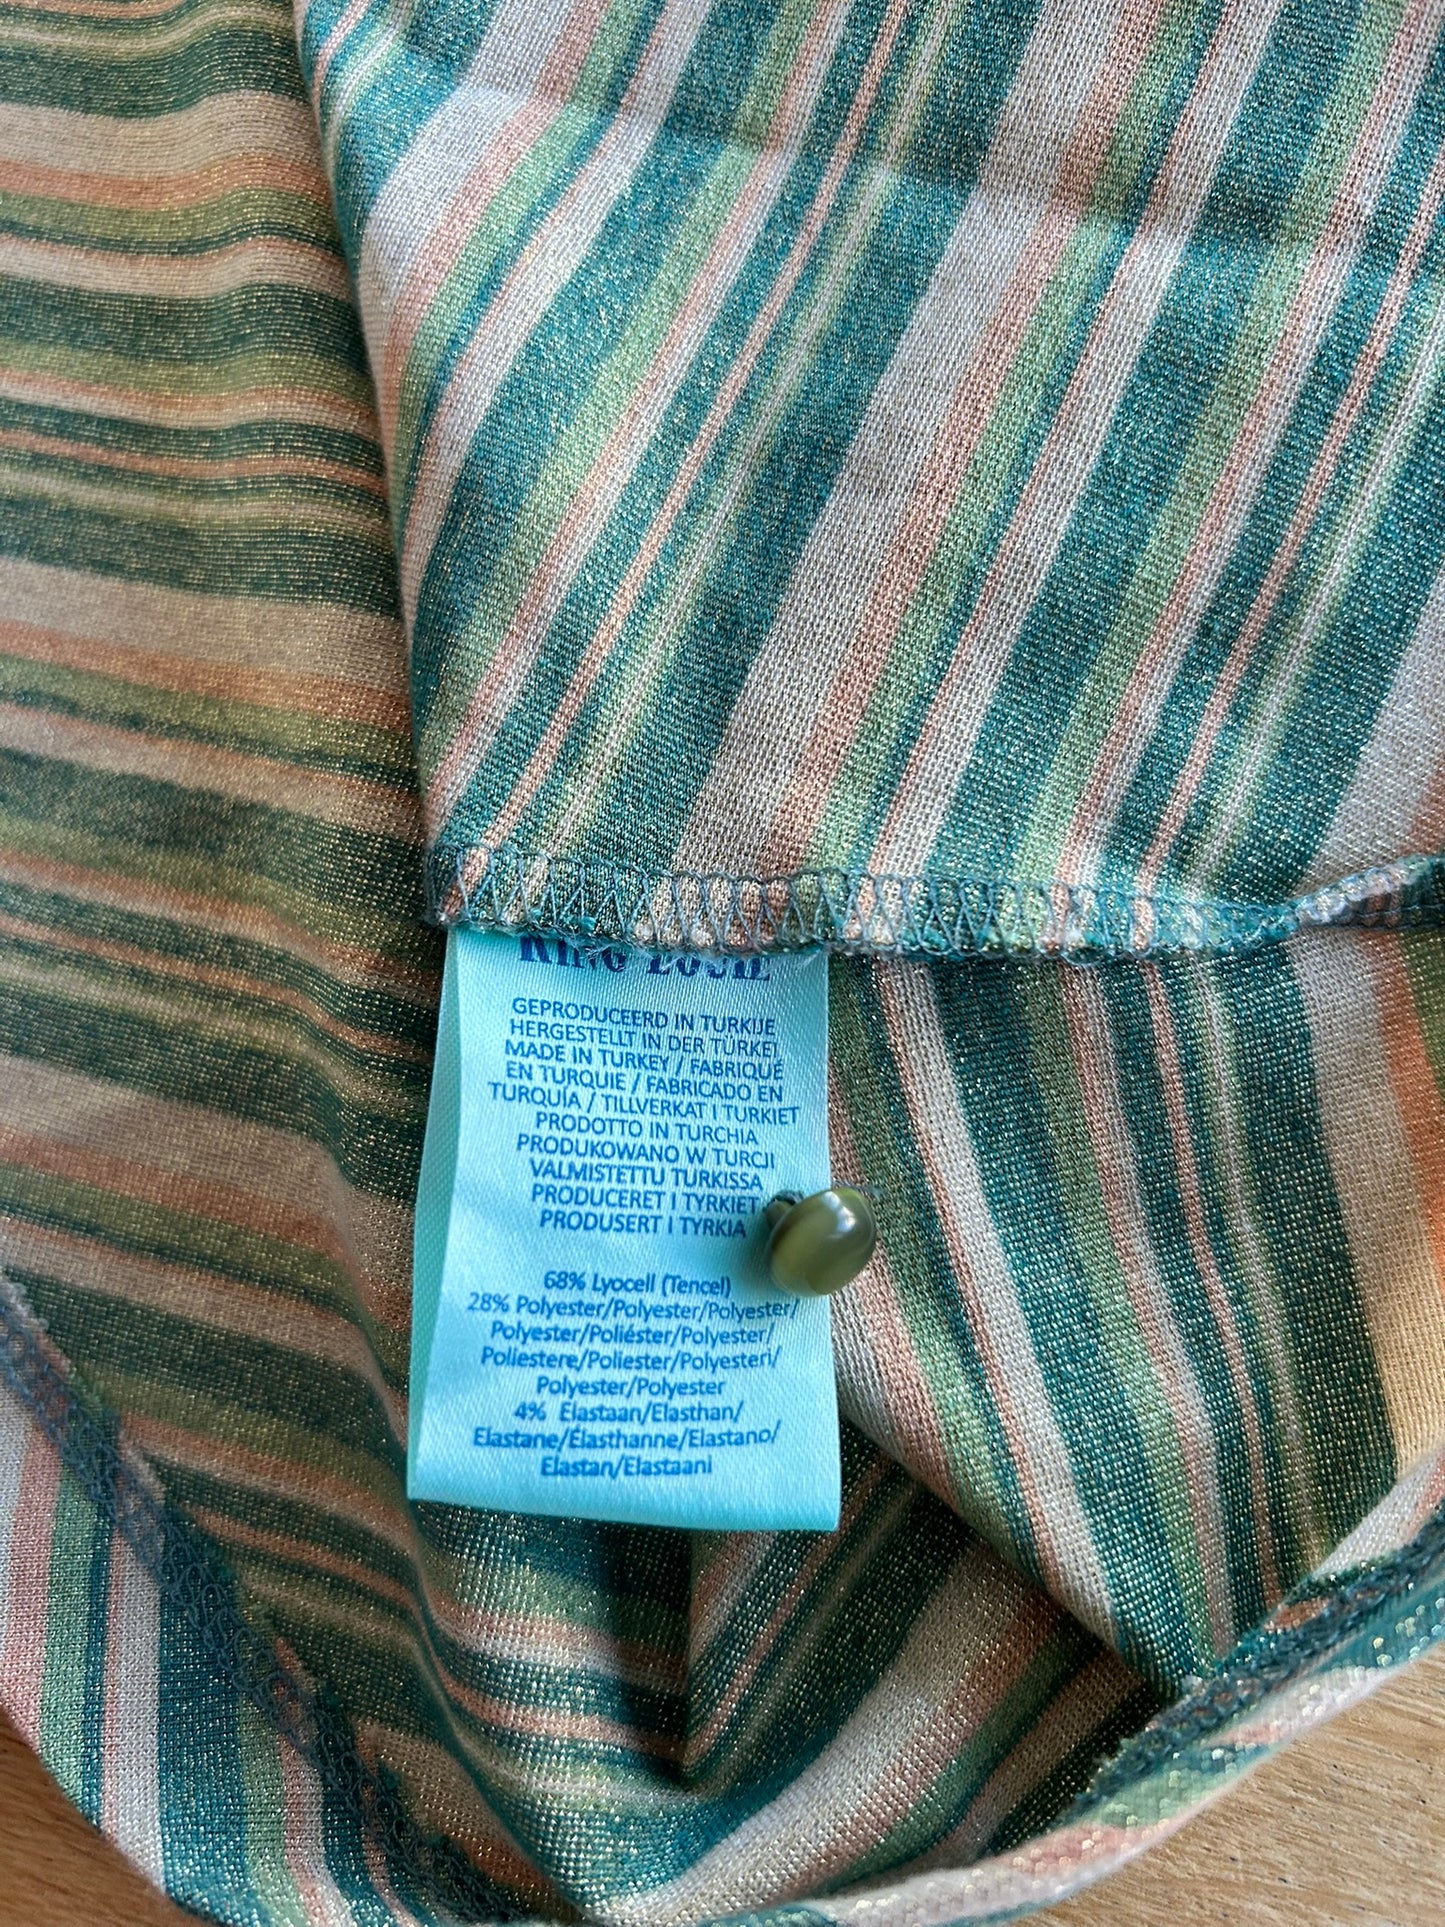 KING LOUIE
GEPRODUCEERD IN TURKIJE
HERGESTELLT IN DER TÜRKEI
MADE IN TURKEY / FABRIQUÉ
EN TURQUIE / FABRICADO EN
TURQUÍA / TILLVERKAT I TURKIET
PRODOTTO IN TURCHIA
PRODUKOWANO W TURCJI
VALMISTETTU TURKISSA
PRODUCERET I TYRKIET
PRODUSERT I TYRKIA
68% Lyocell (Tencel)
28% Polyester/Polyester/Polyester/
Polyester/Poliéster/Polyester/
Poliestere/Poliester/Polyesteri/
Polyester/Polyester
4% Elastaan/Elasthan/
Elastane/Élasthanne/Elastano/
Elastan/Elastaani